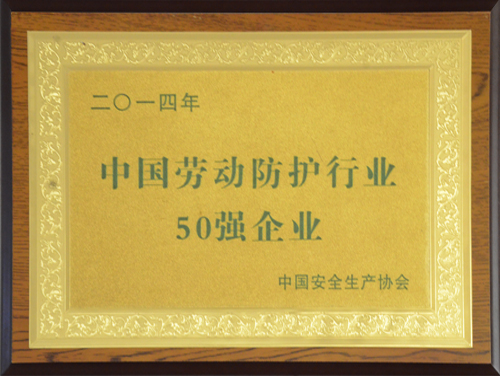 二〇一四年
中国劳动防护行业
50强企业
中国安全生产协会